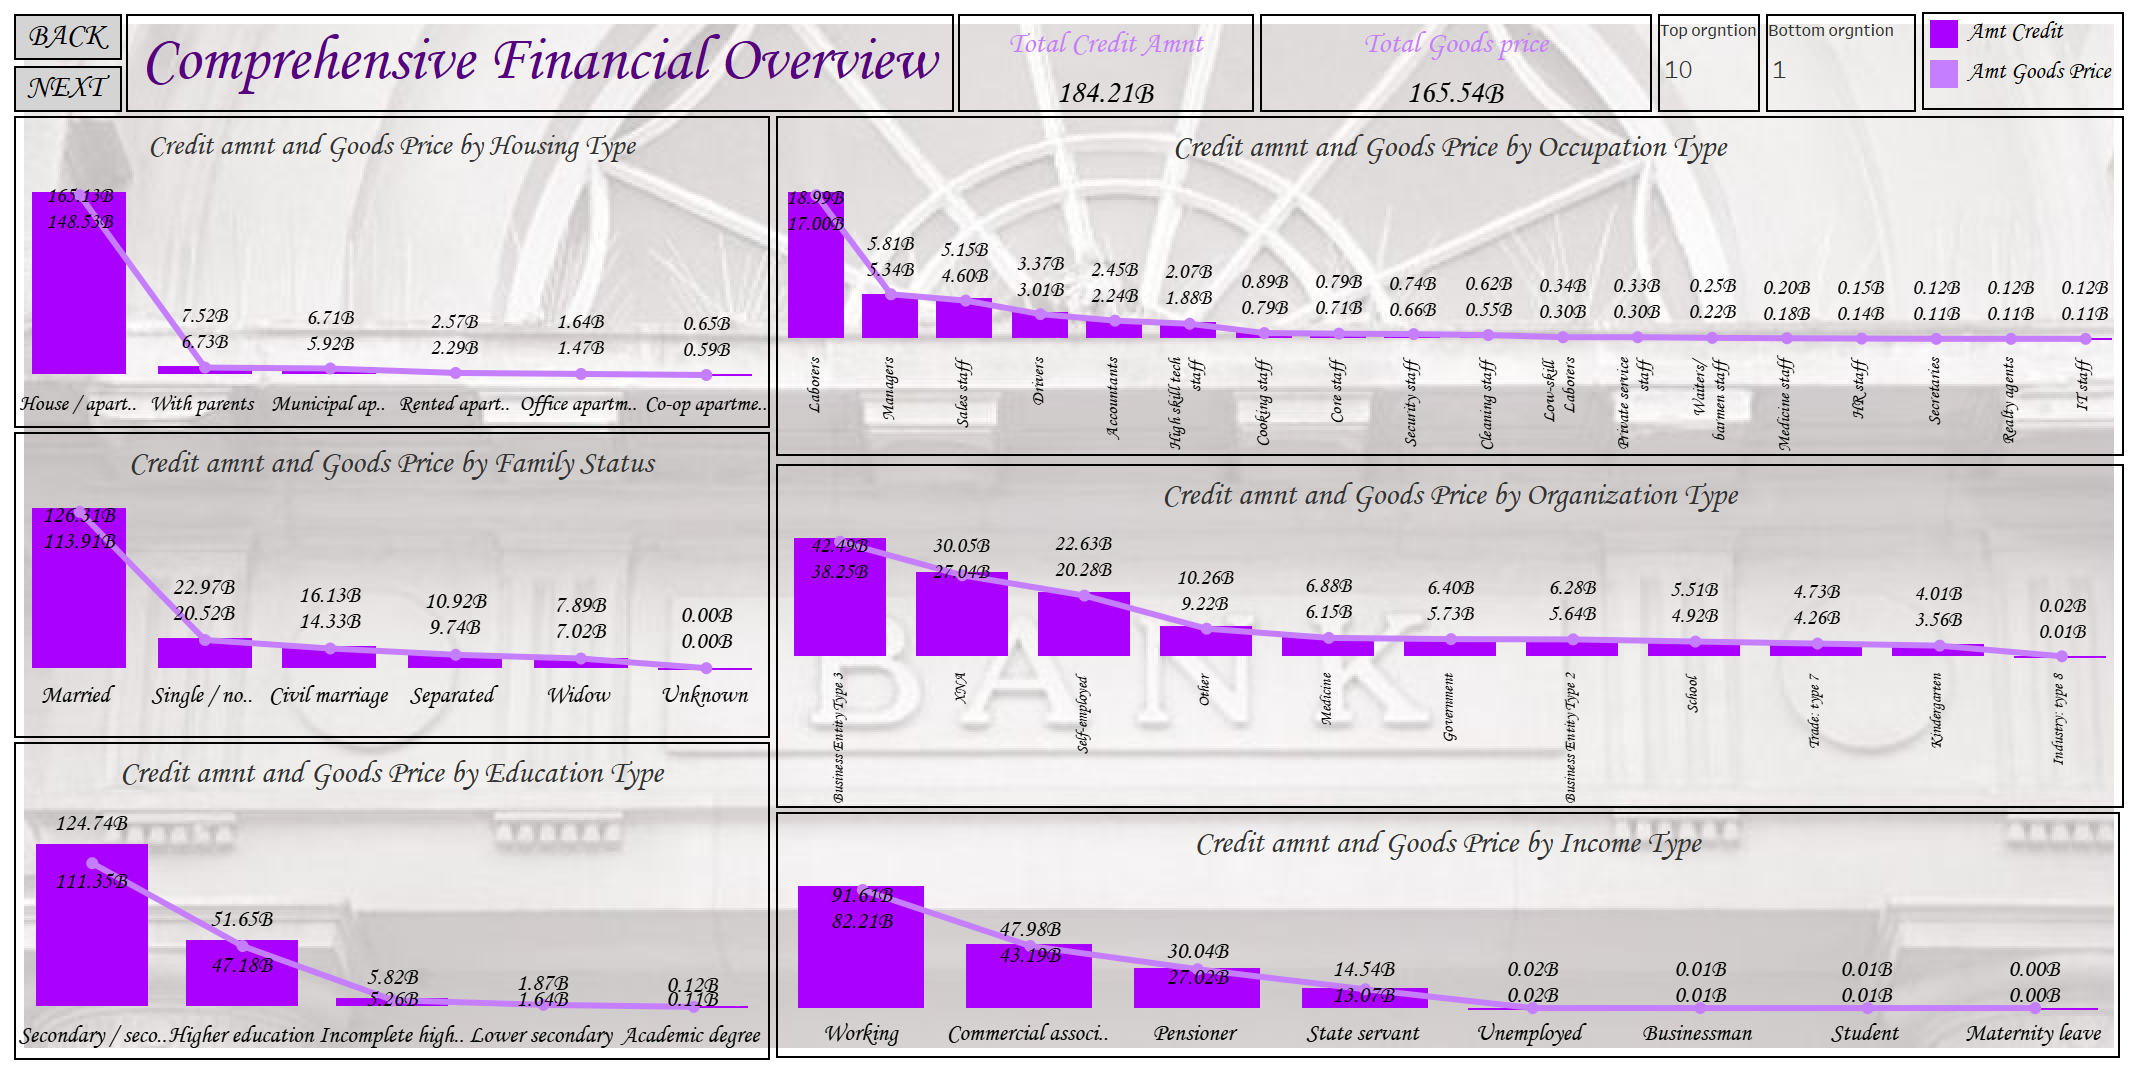 BACK
NEXT
Comprehensive Financial Overview
Total Credit Amnt
184.21B
Total Goods price
165.54B
Top orgntion
10
Bottom orgntion
1
Amt Credit
Amt Goods Price
Credit amnt and Goods Price by Housing Type
165.13B
148.53B
7.52B
6.73B
6.71B
5.92B
2.57B
2.29B
1.64B
1.47B
0.65B
0.59B
House / apart..
With parents
Municipal ap..
Rented apart..
Office apartm..
Co-op apartme..
Credit amnt and Goods Price by Occupation Type
18.99B
17.00B
5.81B
5.34B
5.15B
4.60B
3.37B
3.01B
2.45B
2.24B
2.07B
1.88B
0.89B
0.79B
0.79B
0.71B
0.74B
0.66B
0.62B
0.55B
0.34B
0.30B
0.33B
0.30B
0.25B
0.22B
0.20B
0.18B
0.15B
0.14B
0.12B
0.11B
0.12B
0.11B
0.12B
0.11B
Laborers
Managers
Sales staff
Drivers
Accountants
High skill tech
staff
Cooking staff
Core staff
Security staff
Cleaning staff
Low-skill
Laborers
Private service
staff
Waiters/
barmen staff
Medicine staff
HR staff
Secretaries
Realty agents
IT staff
Credit amnt and Goods Price by Family Status
126.31B
113.91B
22.97B
20.52B
16.13B
14.33B
10.92B
9.74B
7.89B
7.02B
0.00B
0.00B
Married
Single / no..
Civil marriage
Separated
Widow
Unknown
Credit amnt and Goods Price by Organization Type
42.49B
38.25B
30.05B
27.04B
22.63B
20.28B
10.26B
9.22B
6.88B
6.15B
6.40B
5.73B
6.28B
5.64B
5.51B
4.92B
4.73B
4.26B
4.01B
3.56B
0.02B
0.01B
BANK
Business Entity Type 3
XNA
Self-employed
Other
Medicine
Government
Business Entity Type 2
School
Trade: type 7
Kindergarten
Industry: type 8
Credit amnt and Goods Price by Education Type
124.74B
111.35B
51.65B
47.18B
5.82B
5.26B
1.87B
1.64B
0.12B
0.11B
Secondary / seco..
Higher education
Incomplete high..
Lower secondary
Academic degree
Credit amnt and Goods Price by Income Type
91.61B
82.21B
47.98B
43.19B
30.04B
27.02B
14.54B
13.07B
0.02B
0.02B
0.01B
0.01B
0.01B
0.01B
0.00B
0.00B
Working
Commercial associ..
Pensioner
State servant
Unemployed
Businessman
Student
Maternity leave